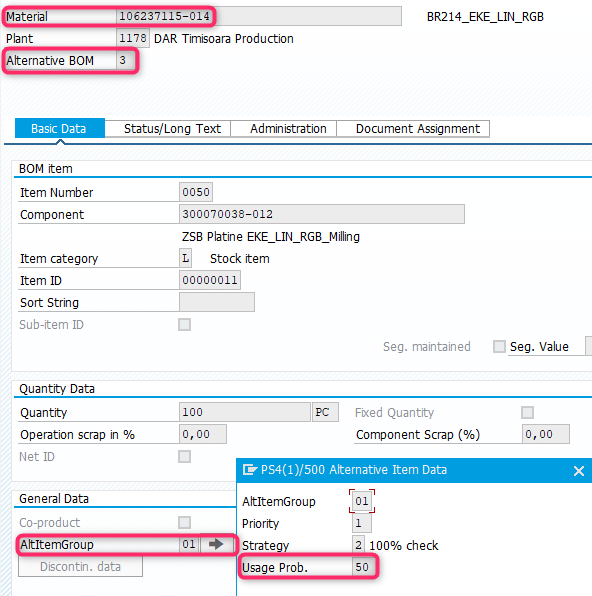 Material 106237115-014 BR214_EKE_LIN_RGB
Plant 1178 DAR Timisoara Production
Alternative BOM 3
Basic Data Status/Long Text Administration Document Assignment
BOM item
Item Number 0050
Component 300070038-012
ZSB Platine EKE_LIN_RGB_Milling
Item category L Stock item
Item ID 00000011
Sort String
Sub-item ID
Seg. maintained Seg. Value
Quantity Data
Quantity 100 PC Fixed Quantity
Operation scrap in % 0,00 Component Scrap (%) 0,00
Net ID
PS4(1)/500 Alternative Item Data
General Data
AltItemGroup 01
Co-product
Priority 1
AltItemGroup 01
Strategy 2 100% check
Discontin. data
Usage Prob. 50